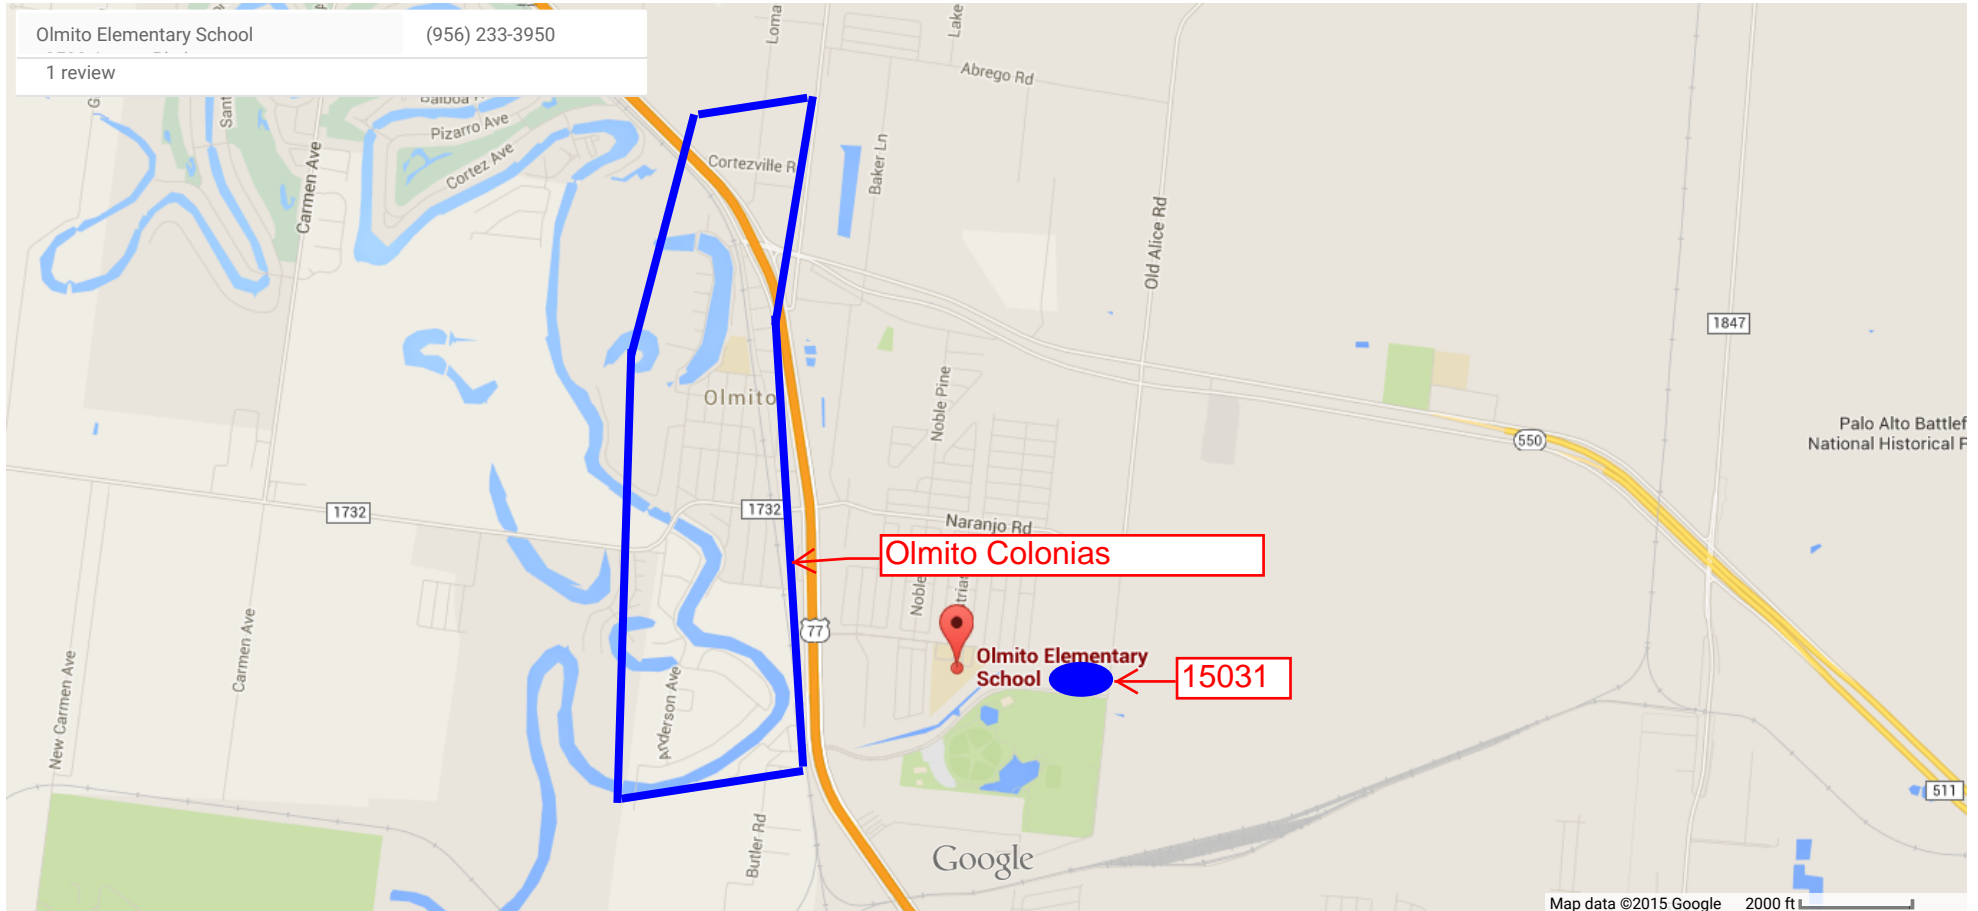 Olmito Elementary School (956) 233-3950
1 review
Loma
Lake
Abrego Rd
Pizarro Ave
Cortez Ave
Carmen Ave
Cortezville R
Baker Ln
Old Alice Rd
1847
Olmito
Noble Pine
550
Palo Alto Battlef
National Historical P
1732
1732
Naranjo Rd
Olmito Colonias
Noble
trias
77
Carmen Ave
New Carmen Ave
Anderson Ave
Olmito Elementary
School
15031
511
Butler Rd
Google
Map data ©2015 Google 2000 ft